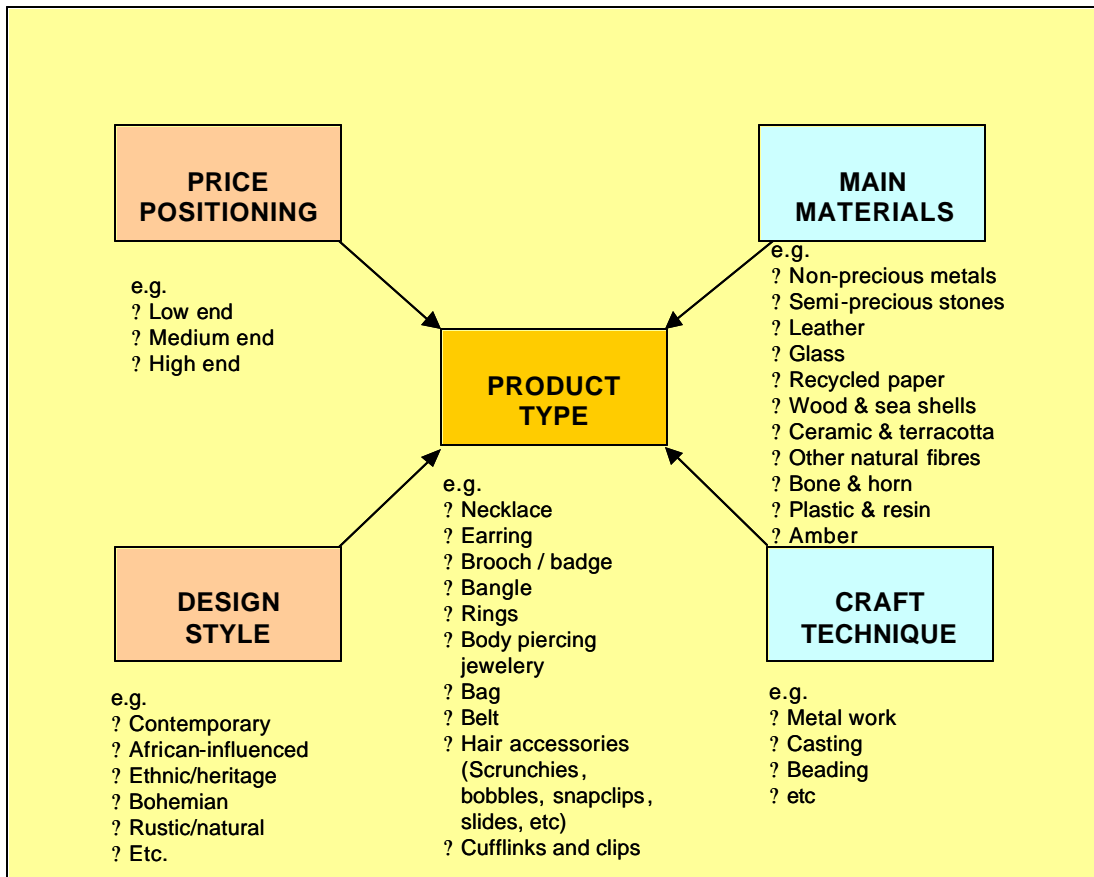 PRICE
POSITIONING
e.g.
? Low end
? Medium end
? High end
MAIN
MATERIALS
e.g.
? Non-precious metals
? Semi-precious stones
? Leather
? Glass
? Recycled paper
? Wood & sea shells
? Ceramic & terracotta
? Other natural fibres
? Bone & horn
? Plastic & resin
? Amber
PRODUCT
TYPE
e.g.
? Necklace
? Earring
? Brooch / badge
? Bangle
? Rings
? Body piercing
jewelery
? Bag
? Belt
? Hair accessories
(Scrunchies,
bobbles, snapclips,
slides, etc)
? Cufflinks and clips
DESIGN
STYLE
e.g.
? Contemporary
? African-influenced
? Ethnic/heritage
? Bohemian
? Rustic/natural
? Etc.
CRAFT
TECHNIQUE
e.g.
? Metal work
? Casting
? Beading
? etc